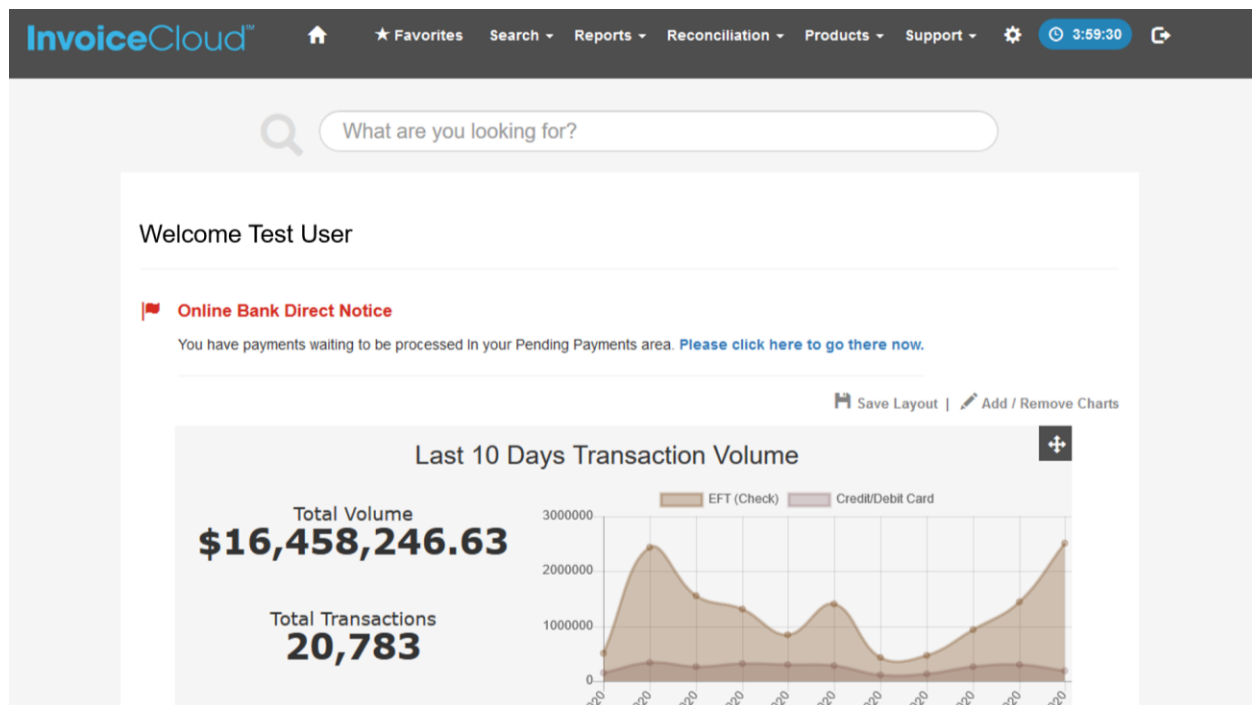 InvoiceCloud™
Favorites Search Reports Reconciliation Products Support 3:59:30
What are you looking for?
Welcome Test User
Online Bank Direct Notice
You have payments waiting to be processed in your Pending Payments area. Please click here to go there now.
Save Layout | Add / Remove Charts
Last 10 Days Transaction Volume
Total Volume
$16,458,246.63
Total Transactions
20,783
EFT (Check) Credit/Debit Card
3000000
2000000
1000000
0